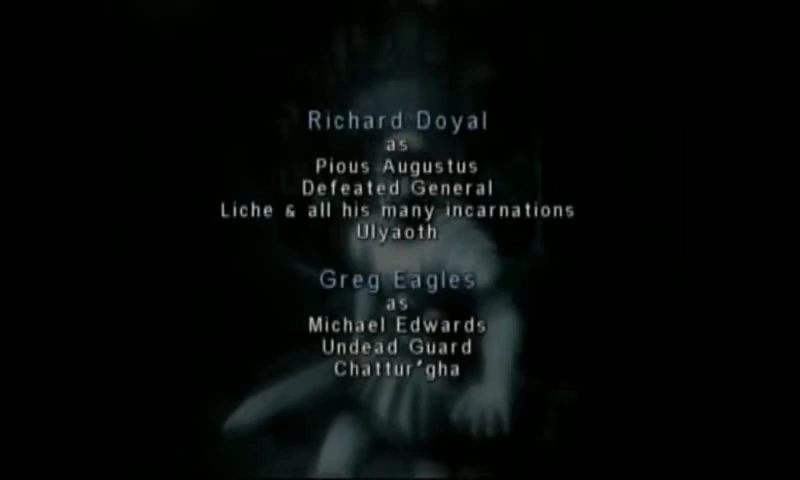 Richard Doyal
as
Pious Augustus
Defeated General
Liche & all his many incarnations
Ulyaoth
Greg Eagles
as
Michael Edwards
Undead Guard
Chattur'gha